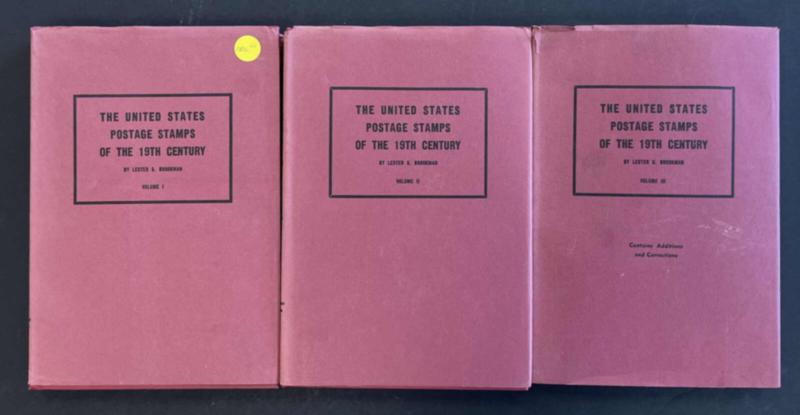 THE UNITED STATES
POSTAGE STAMPS
OF THE 19TH CENTURY
BY LESTER G. BROOKMAN
VOLUME I
THE UNITED STATES
POSTAGE STAMPS
OF THE 19TH CENTURY
BY LESTER G. BROOKMAN
VOLUME II
THE UNITED STATES
POSTAGE STAMPS
OF THE 19TH CENTURY
BY LESTER G. BROOKMAN
VOLUME III
Contains Additions
and Corrections